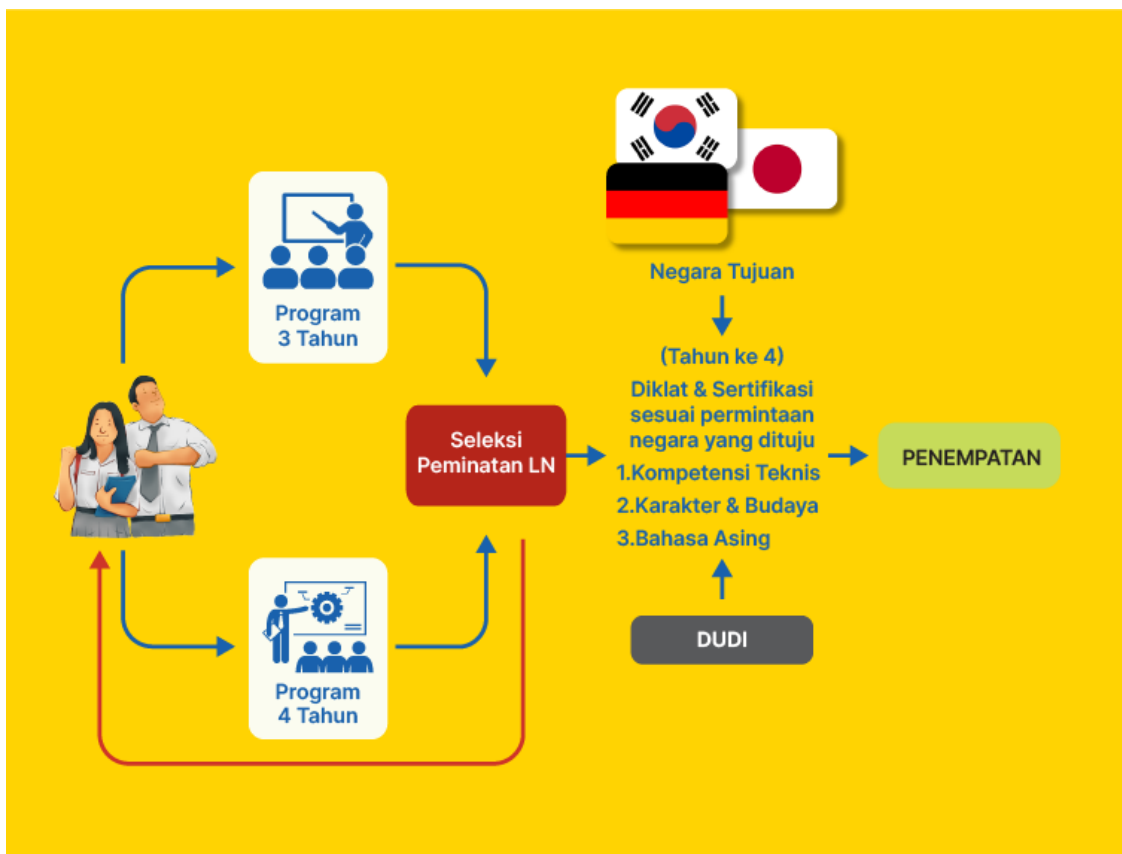 Program
3 Tahun
Seleksi
Peminatan LN
Program
4 Tahun
Negara Tujuan
(Tahun ke 4)
Diklat & Sertifikasi
sesuai permintaan
negara yang dituju
1.Kompetensi Teknis
2.Karakter & Budaya
3.Bahasa Asing
DUDI
PENEMPATAN